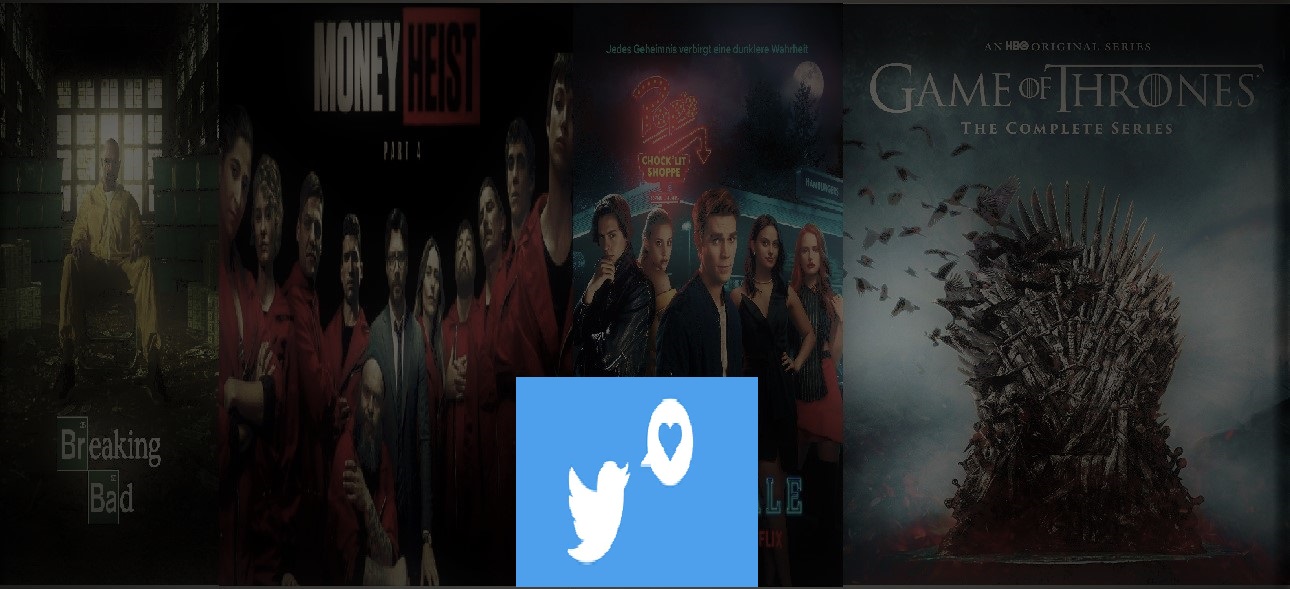 Breaking
Bad
MONEY HEIST
PART 4
Jedes Geheimnis verbirgt eine dunklere Wahrheit
CHOCK'LIT
SHOPPE
HAMBURGERS
AN HBO ORIGINAL SERIES
GAME OF THRONES
THE COMPLETE SERIES